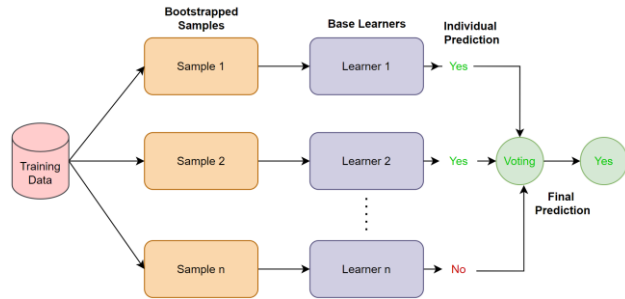 Bootstrapped
Samples
Base Learners
Individual
Prediction
Sample 1
Learner 1
Yes
Training
Data
Sample 2
Learner 2
Yes
Voting
Yes
Final
Prediction
Sample n
Learner n
No